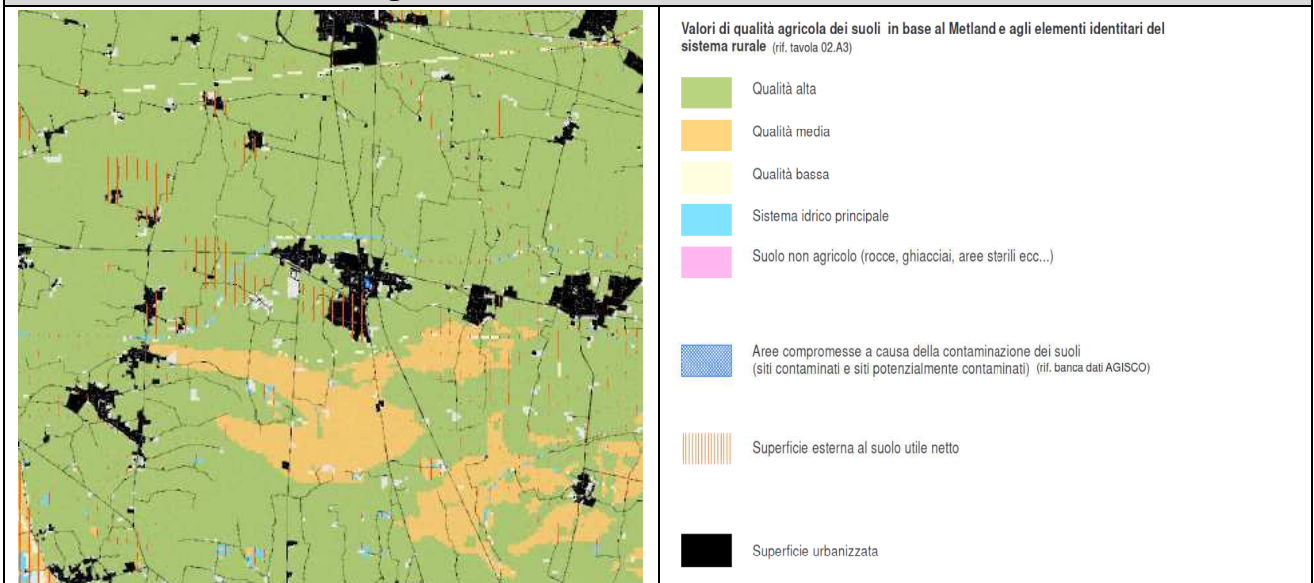 Valori di qualità agricola dei suoli in base al Metland e agli elementi identitari del
sistema rurale (rif. tavola 02.A3)
Qualità alta
Qualità media
Qualità bassa
Sistema idrico principale
Suolo non agricolo (rocce, ghiacciai, aree sterili ecc...)
Aree compromesse a causa della contaminazione dei suoli
(siti contaminati e siti potenzialmente contaminati) (rif. banca dati AGISCO)
Superficie esterna al suolo utile netto
Superficie urbanizzata